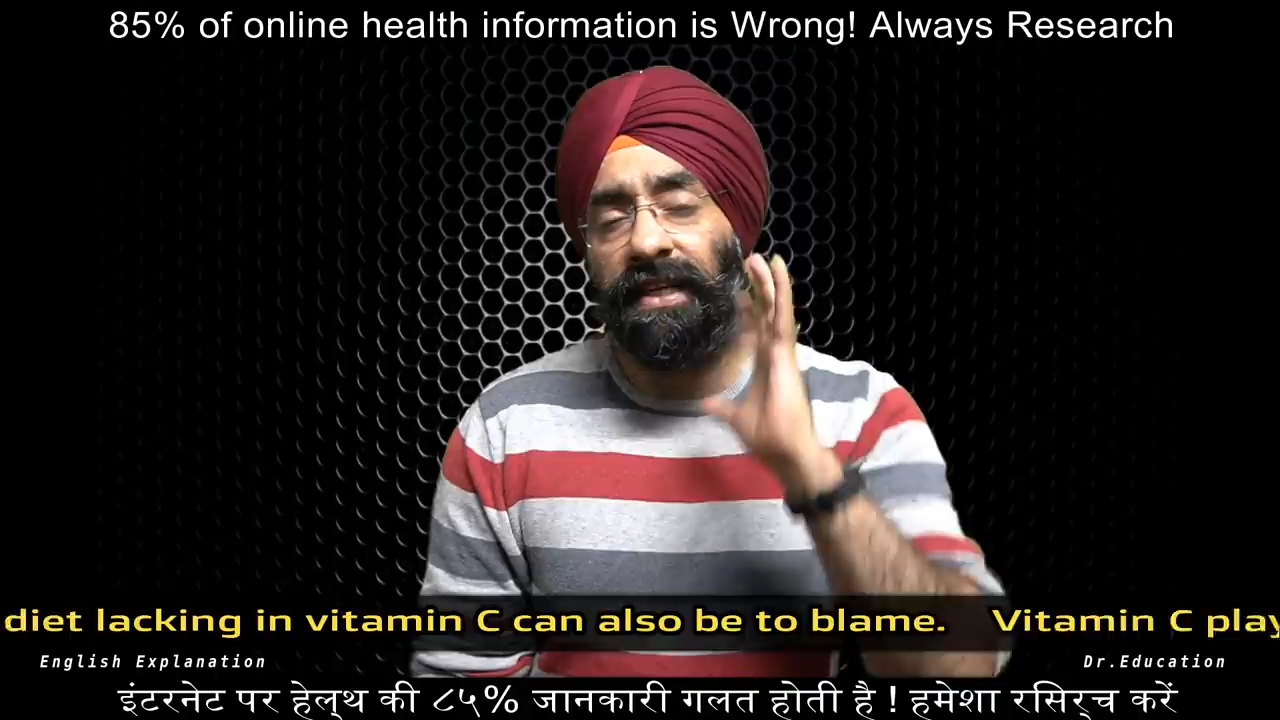 85% of online health information is Wrong! Always Research
diet lacking in vitamin C can also be to blame. Vitamin C play
English Explanation
Dr.Education
इंटरनेट पर हेल्थ की ८५% जानकारी गलत होती है ! हमेशा रसिर्च करें